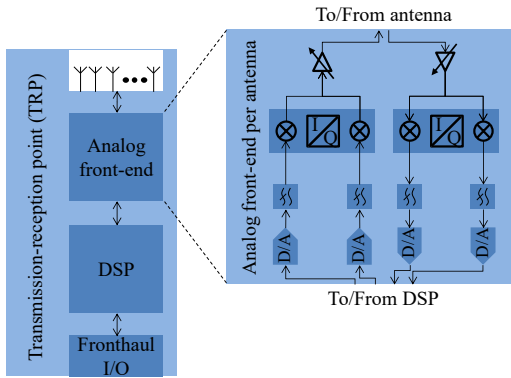 To/From antenna
Transmission-reception point (TRP)
Analog
front-end
DSP
Fronthaul
I/O
Analog front-end per antenna
I
Q
I
Q
D/A
D/A
D/A
D/A
To/From DSP